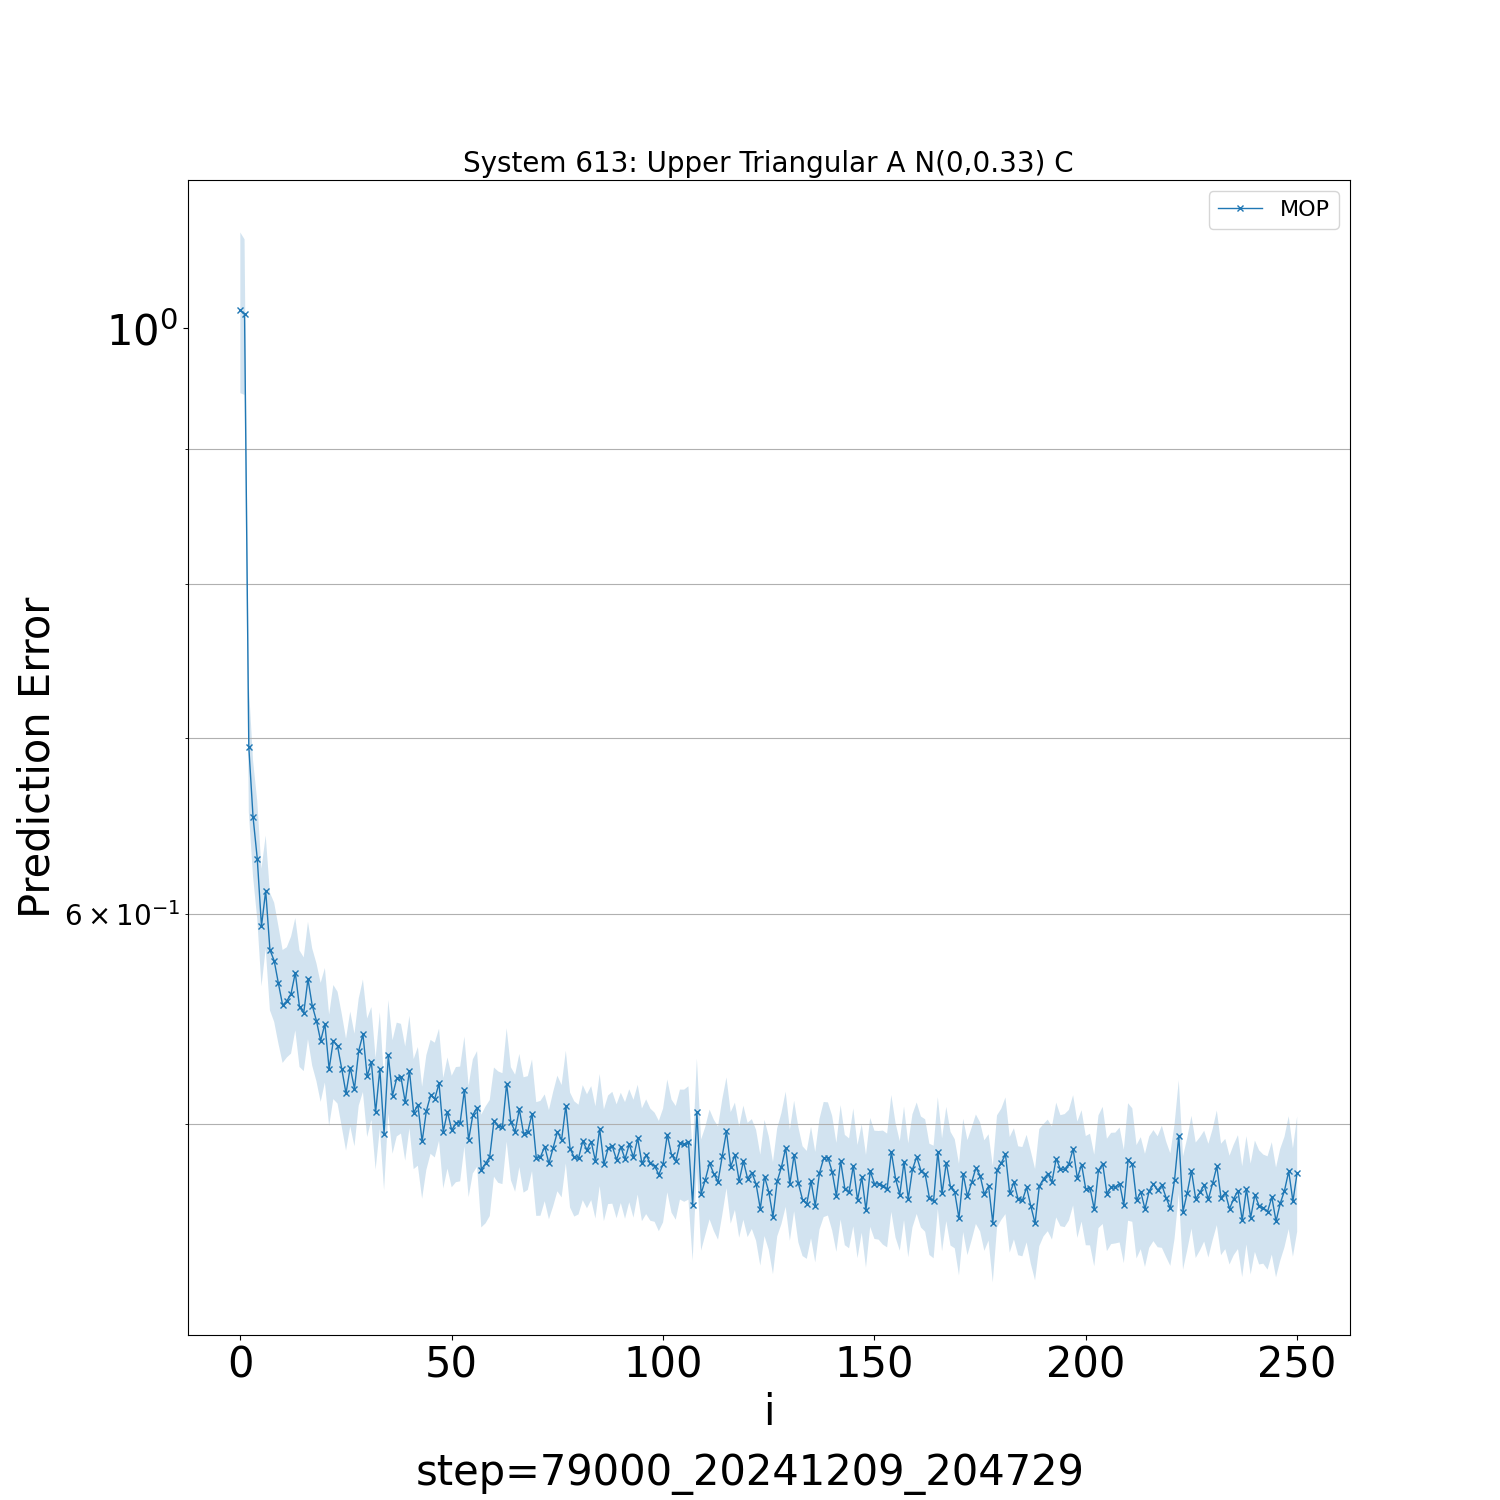 System 613: Upper Triangular A N(0,0.33) C
MOP
Prediction Error
10⁰
6 × 10⁻¹
0 50 100 150 200 250
i
step=79000_20241209_204729